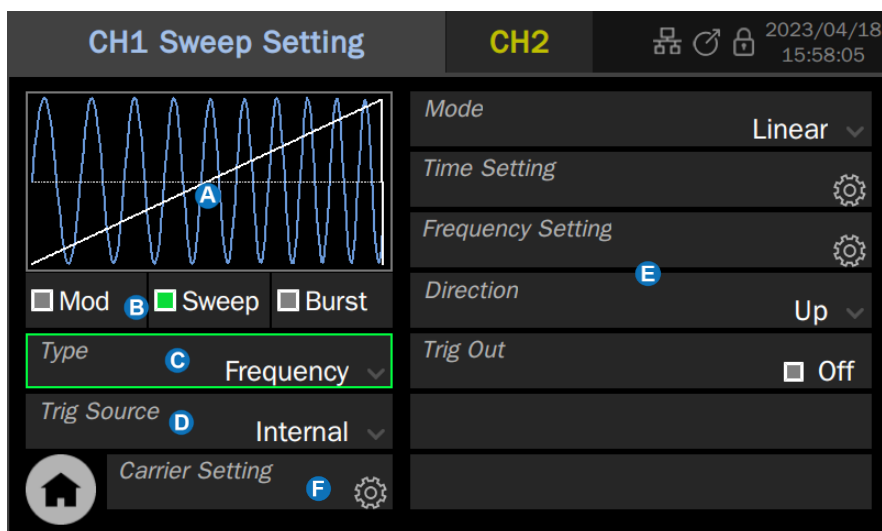 CH1 Sweep Setting
CH2
2023/04/18
15:58:05
A
Mod
B
Sweep
Burst
Type
C
Frequency
Trig Source
D
Internal
Carrier Setting
F
Mode
Linear
Time Setting
Frequency Setting
E
Direction
Up
Trig Out
Off